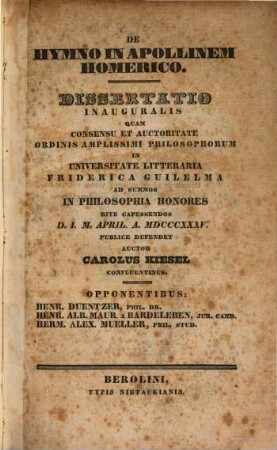 DE
HYMNO IN APOLLINEM
HOMERICO.
DISSERTATIO
INAUGURALIS
QUAM
CONSENSU ET AUCTORITATE
ORDINIS AMPLISSIMI PHILOSOPHORUM
IN
UNIVERSITATE LITTERARIA
FRIDERICA GUILELMA
AD SUMMOS
IN PHILOSOPHIA HONORES
RITE CAPESSENDOS
D. I. M. APRIL. A. MDCCCXXXV.
PUBLICE DEFENDET
AUCTOR
CAROLUS KIESEL
CONFLUENTINUS.
OPPONENTIBUS:
HENR. DUENTZER, PHIL. DR.
HENR. ALB. MAUR. A BARDELEBEN, JUR. CAND.
HERM. ALEX. MUELLER, PHIL. STUD.
BEROLINI,
TYPIS NIETACKIANIS.